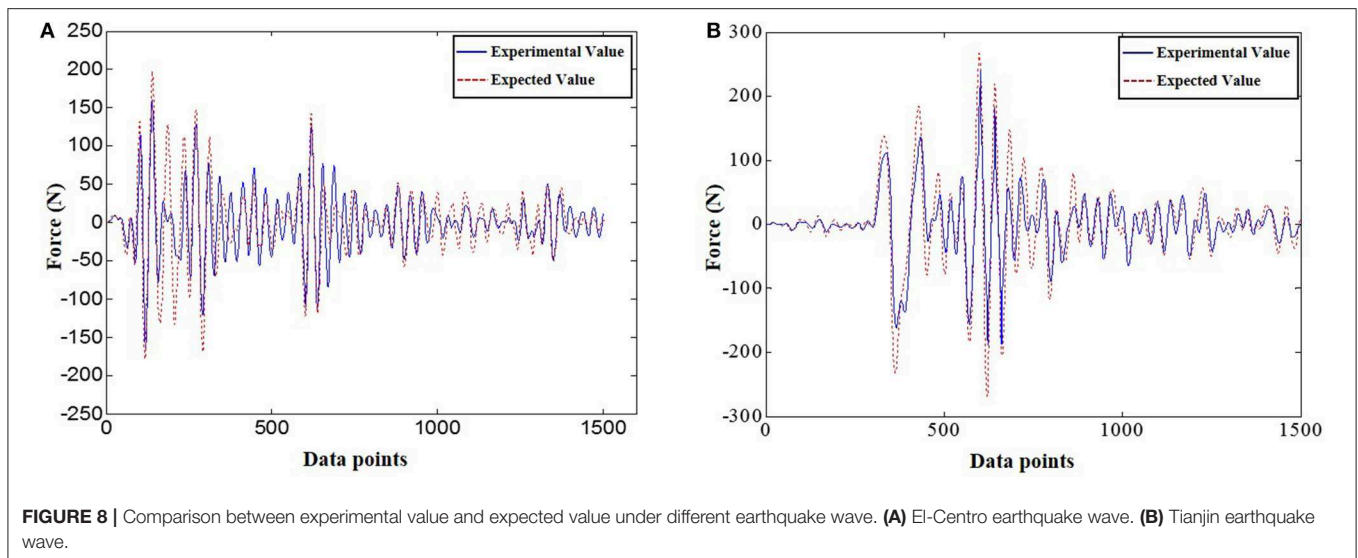 A
250
200
150
100
50
0
-50
-100
-150
-200
-250
Force (N)
0
500
1000
1500
Data points
Experimental Value
Expected Value
B
300
200
100
0
-100
-200
-300
Force (N)
0
500
1000
1500
Data points
Experimental Value
Expected Value
FIGURE 8 | Comparison between experimental value and expected value under different earthquake wave. (A) El-Centro earthquake wave. (B) Tianjin earthquake
wave.